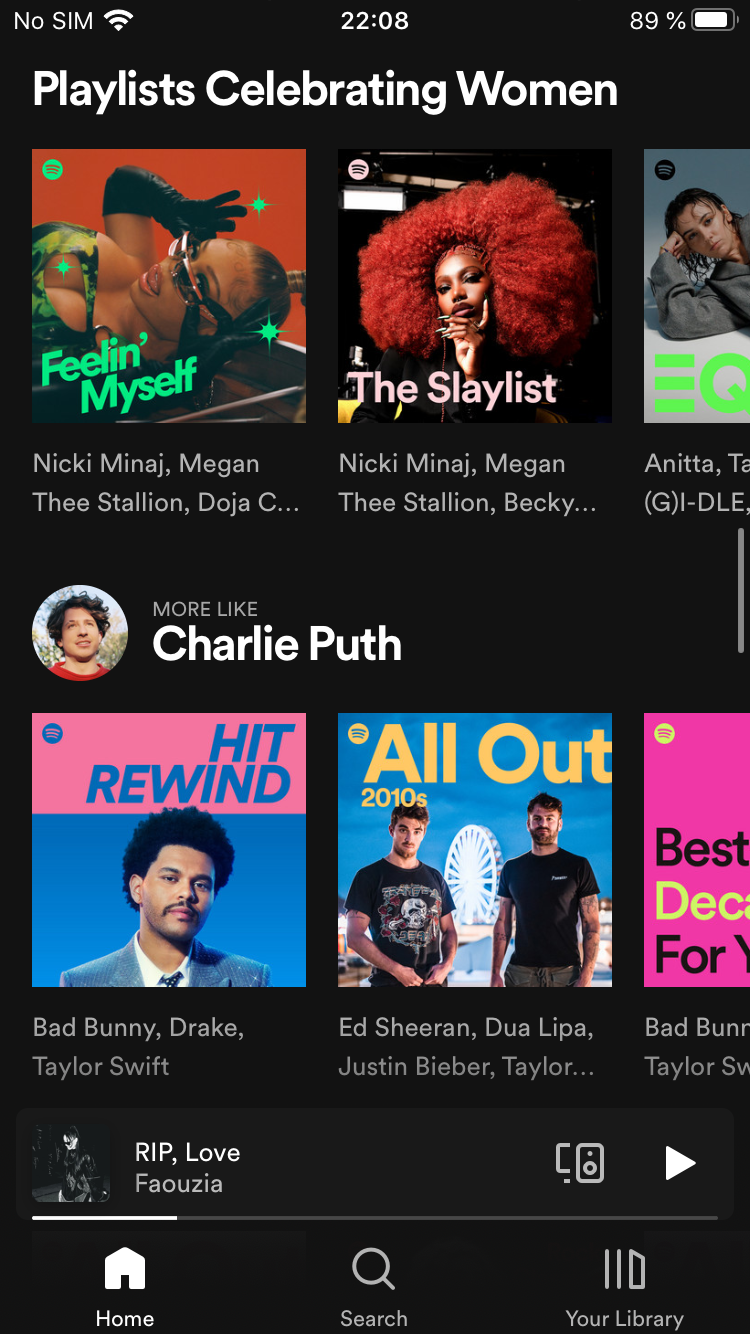 No SIM 22:08 89 %
Playlists Celebrating Women
Feelin'
Myself
The Slaylist
EQ
Nicki Minaj, Megan
Thee Stallion, Doja C...
Nicki Minaj, Megan
Thee Stallion, Becky...
Anitta, Ta
(G)I-DLE,
MORE LIKE
Charlie Puth
HIT
REWIND
All Out
2010s
Best
Deca
For Y
Bad Bunny, Drake,
Taylor Swift
Ed Sheeran, Dua Lipa,
Justin Bieber, Taylor...
Bad Bunn
Taylor Sw
RIP, Love
Faouzia
Home
Search
Your Library